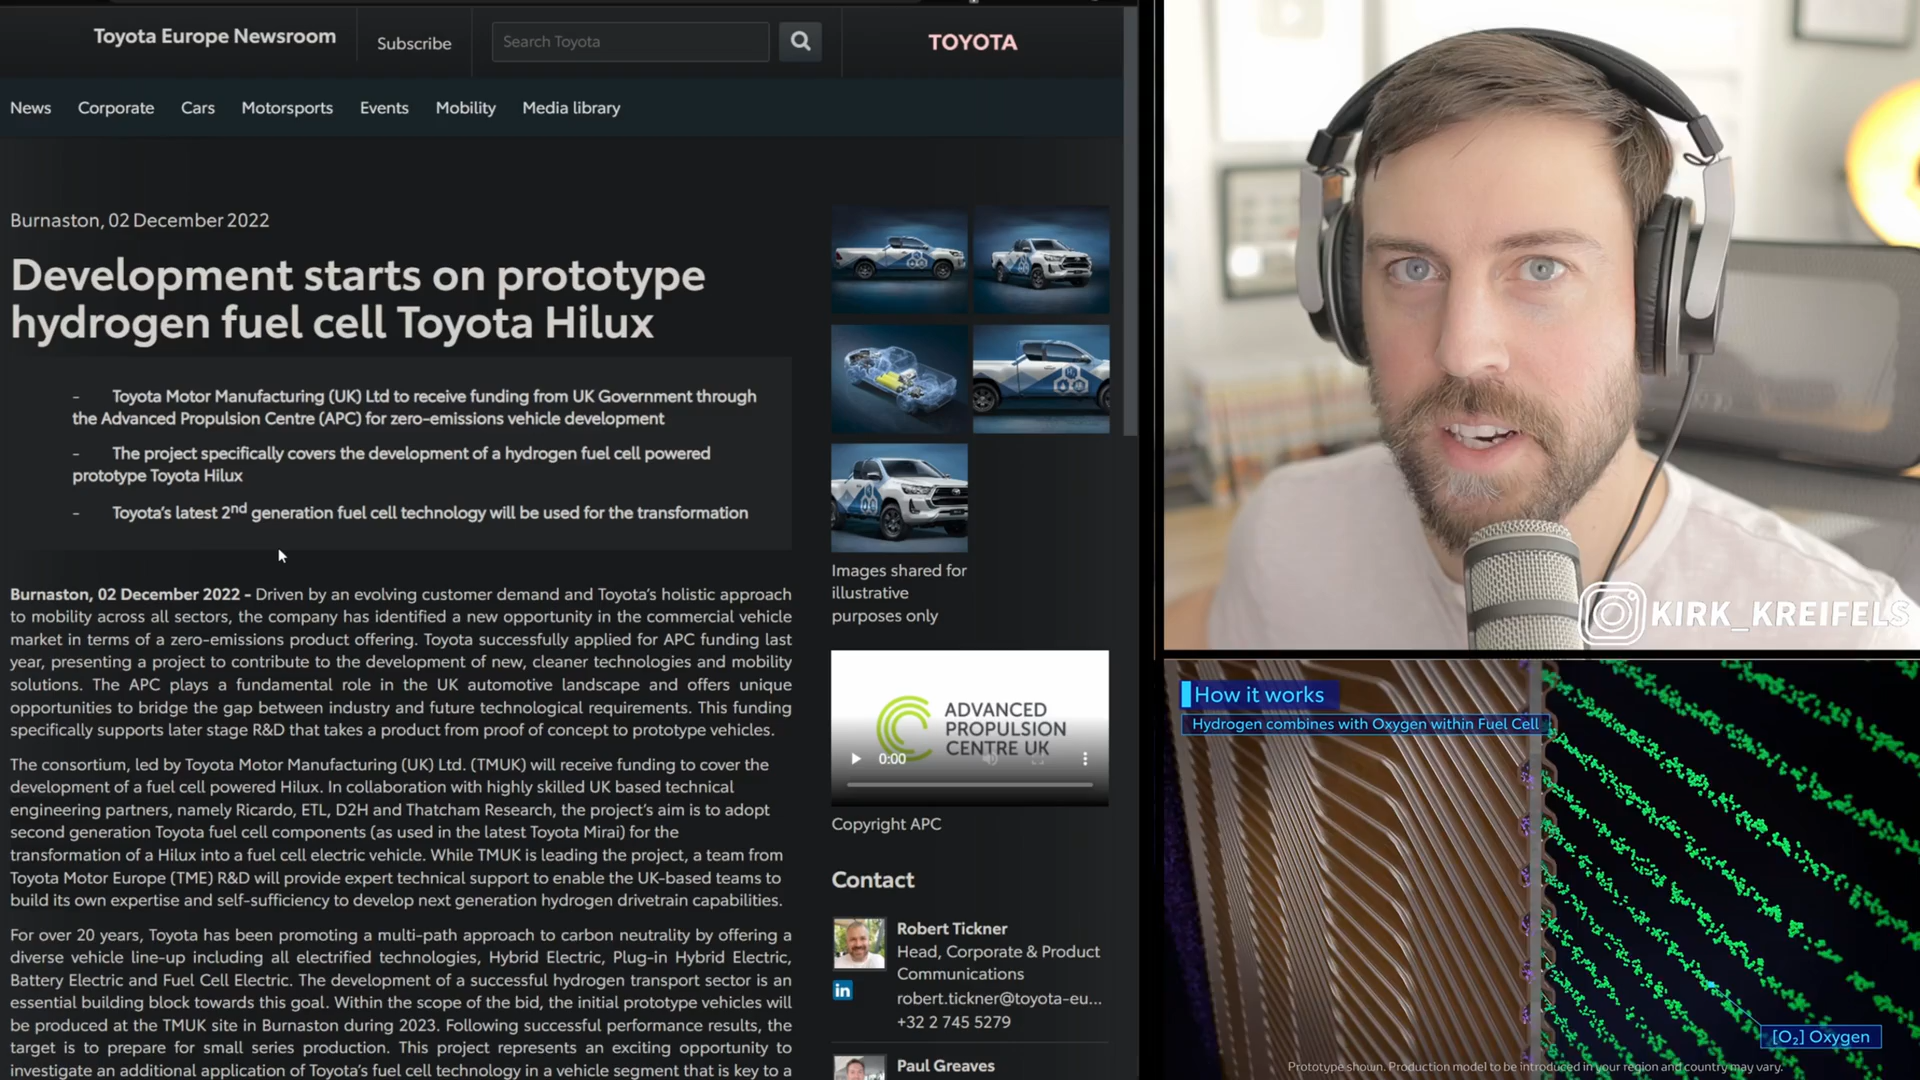 Toyota Europe Newsroom
Subscribe
Search Toyota
TOYOTA
News Corporate Cars Motorsports Events Mobility Media library
Burnaston, 02 December 2022
Development starts on prototype
hydrogen fuel cell Toyota Hilux
- Toyota Motor Manufacturing (UK) Ltd to receive funding from UK Government through
the Advanced Propulsion Centre (APC) for zero-emissions vehicle development
- The project specifically covers the development of a hydrogen fuel cell powered
prototype Toyota Hilux
- Toyota's latest 2nd generation fuel cell technology will be used for the transformation
Burnaston, 02 December 2022 - Driven by an evolving customer demand and Toyota's holistic approach
to mobility across all sectors, the company has identified a new opportunity in the commercial vehicle
market in terms of a zero-emissions product offering. Toyota successfully applied for APC funding last
year, presenting a project to contribute to the development of new, cleaner technologies and mobility
solutions. The APC plays a fundamental role in the UK automotive landscape and offers unique
opportunities to bridge the gap between industry and future technological requirements. This funding
specifically supports later stage R&D that takes a product from proof of concept to prototype vehicles.
The consortium, led by Toyota Motor Manufacturing (UK) Ltd. (TMUK) will receive funding to cover the
development of a fuel cell powered Hilux. In collaboration with highly skilled UK based technical
engineering partners, namely Ricardo, ETL, D2H and Thatcham Research, the project's aim is to adopt
second generation Toyota fuel cell components (as used in the latest Toyota Mirai) for the
transformation of a Hilux into a fuel cell electric vehicle. While TMUK is leading the project, a team from
Toyota Motor Europe (TME) R&D will provide expert technical support to enable the UK-based teams to
build its own expertise and self-sufficiency to develop next generation hydrogen drivetrain capabilities.
For over 20 years, Toyota has been promoting a multi-path approach to carbon neutrality by offering a
diverse vehicle line-up including all electrified technologies, Hybrid Electric, Plug-in Hybrid Electric,
Battery Electric and Fuel Cell Electric. The development of a successful hydrogen transport sector is an
essential building block towards this goal. Within the scope of the bid, the initial prototype vehicles will
be produced at the TMUK site in Burnaston during 2023. Following successful performance results, the
target is to prepare for small series production. This project represents an exciting opportunity to
investigate an additional application of Toyota's fuel cell technology in a vehicle segment that is key to a
Images shared for
illustrative
purposes only
ADVANCED
PROPULSION
CENTRE UK
0:00
Copyright APC
Contact
Robert Tickner
Head, Corporate & Product
Communications
in
robert.tickner@toyota-eu...
+32 2 745 5279
Paul Greaves
KIRK_KREIFELS
How it works
Hydrogen combines with Oxygen within Fuel Cell
[O₂] Oxygen
Prototype shown. Production model to be introduced in your region and country may vary.